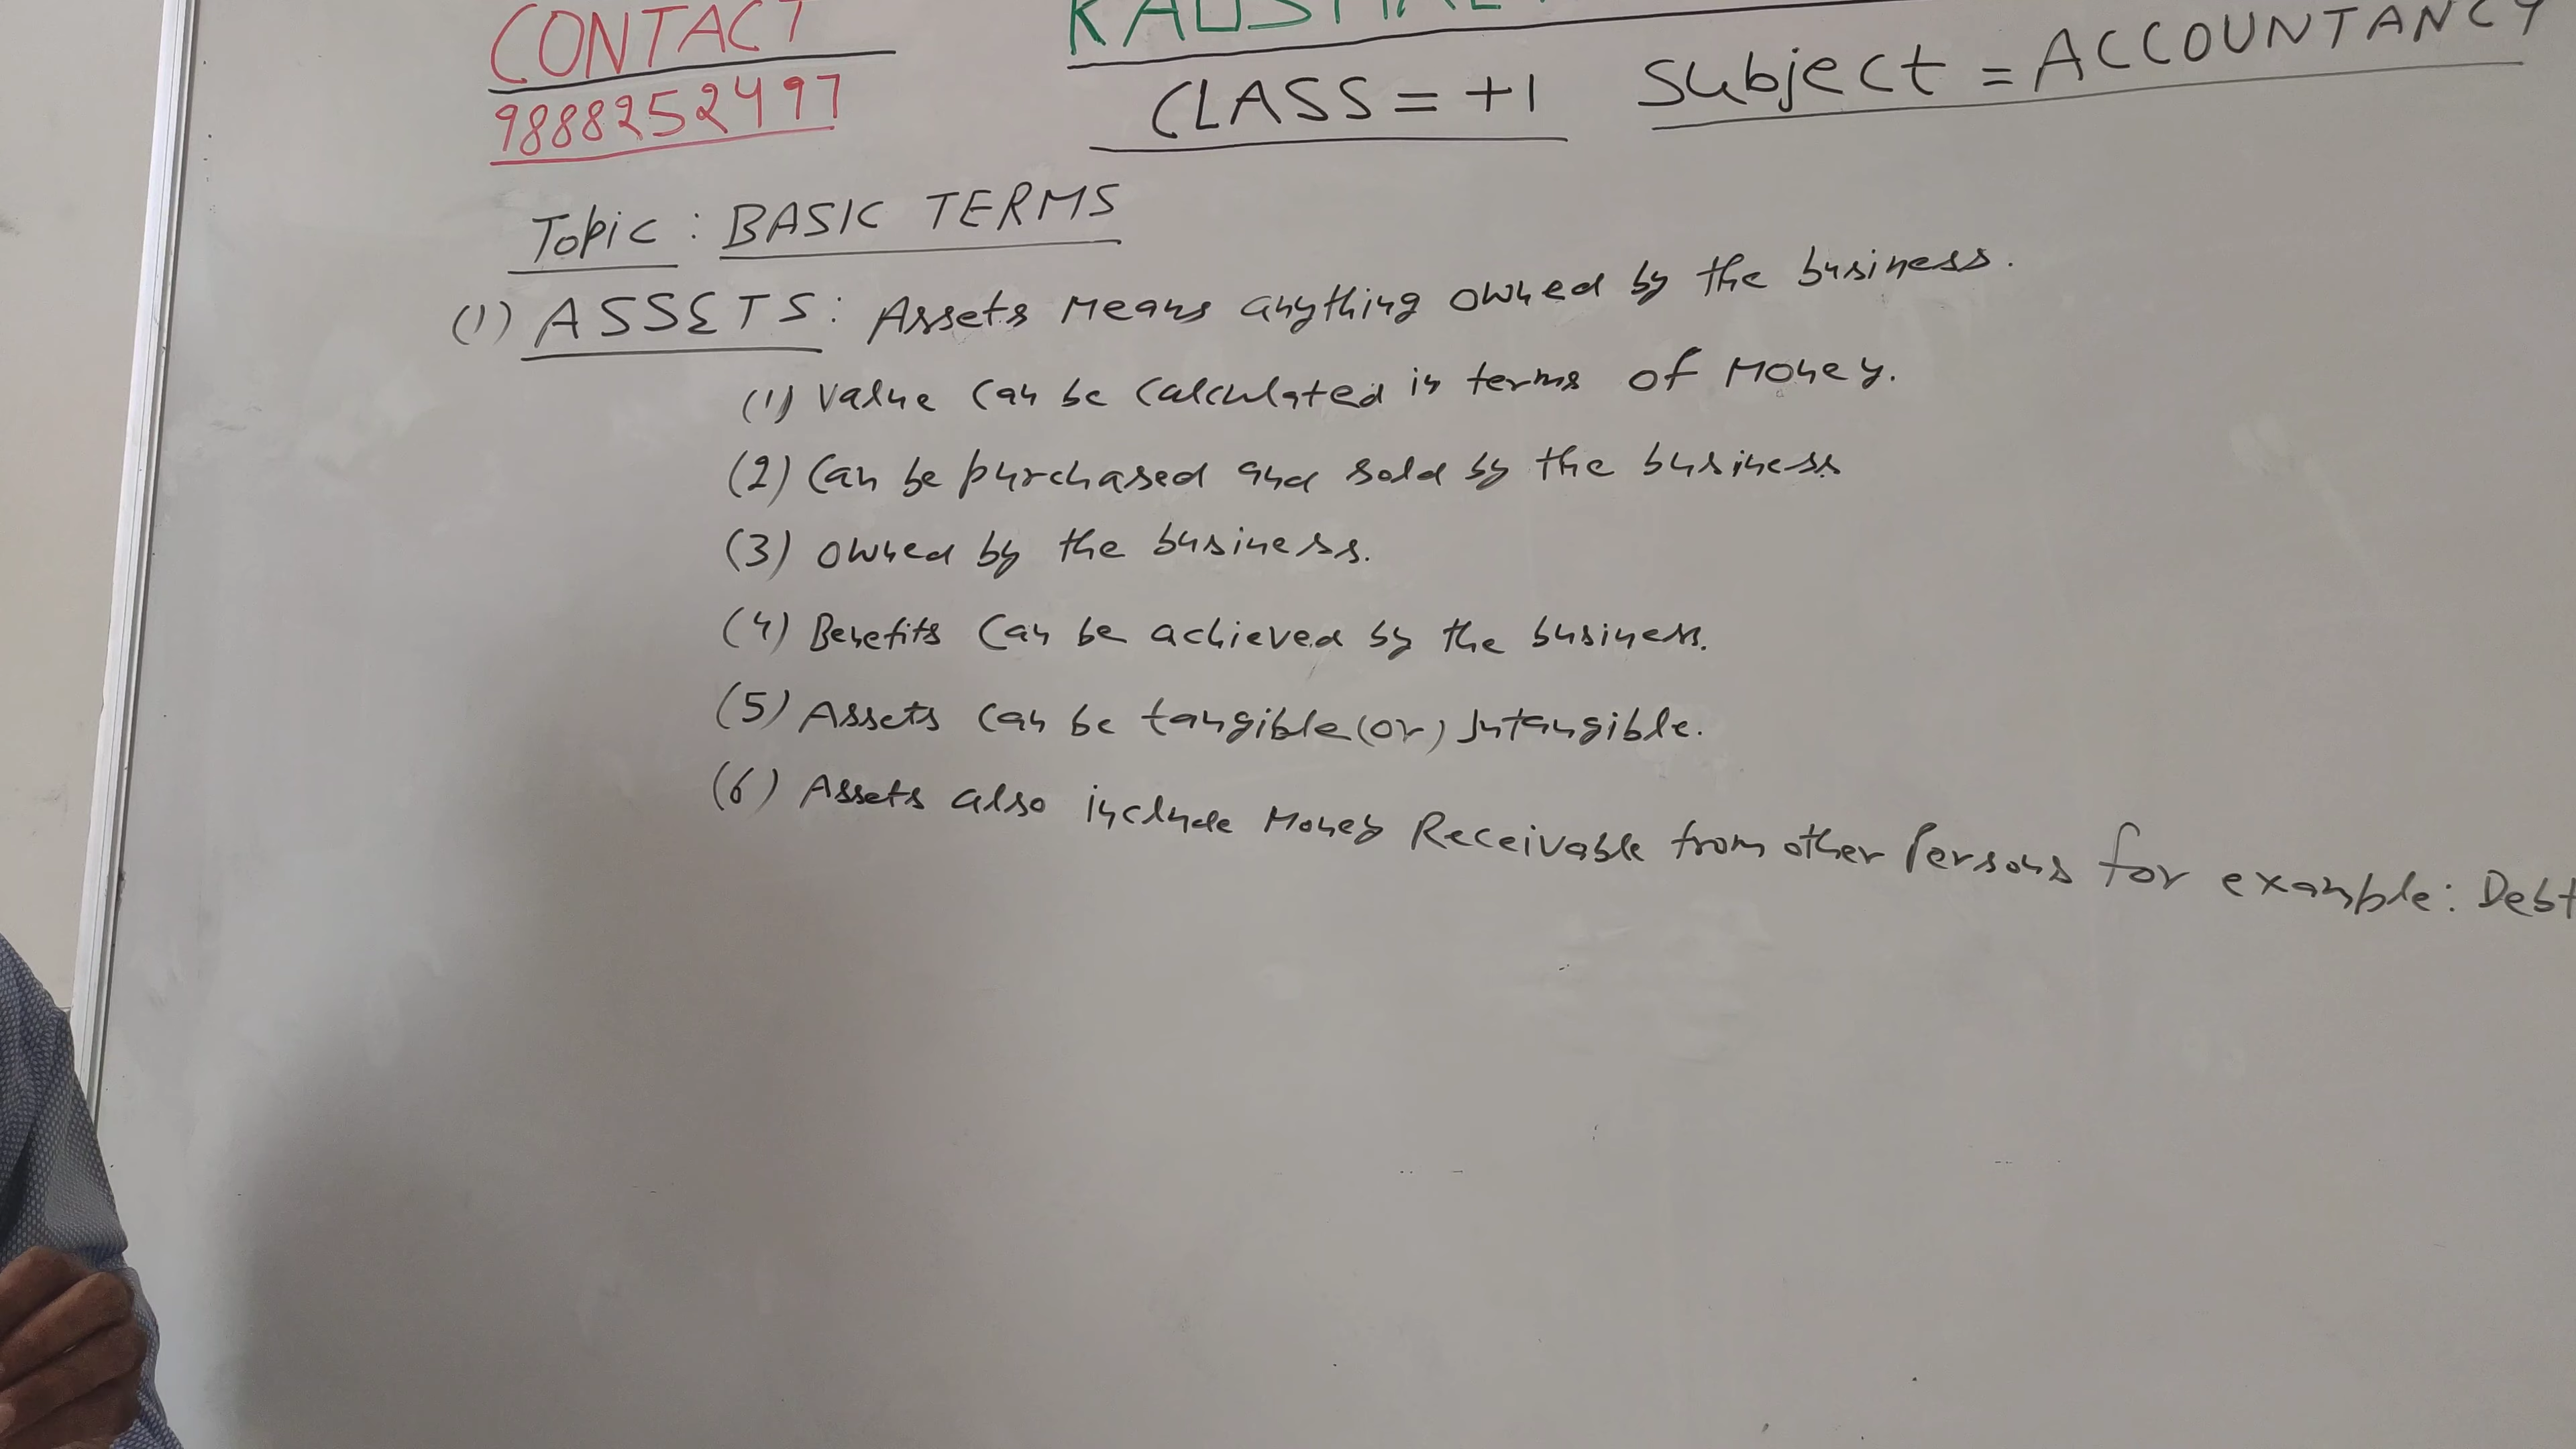 CONTACT
9888252497
CLASS = +1 Subject = ACCOUNTANCY
Topic : BASIC TERMS
(1) ASSETS : Assets Means anything owned by the business.
(1) Value can be calculated in terms of Money.
(2) Can be purchased and sold by the business
(3) owned by the business.
(4) Benefits can be achieved by the business.
(5) Assets can be tangible (or) Intangible.
(6) Assets also include Money Receivable from other Persons for example: Debt